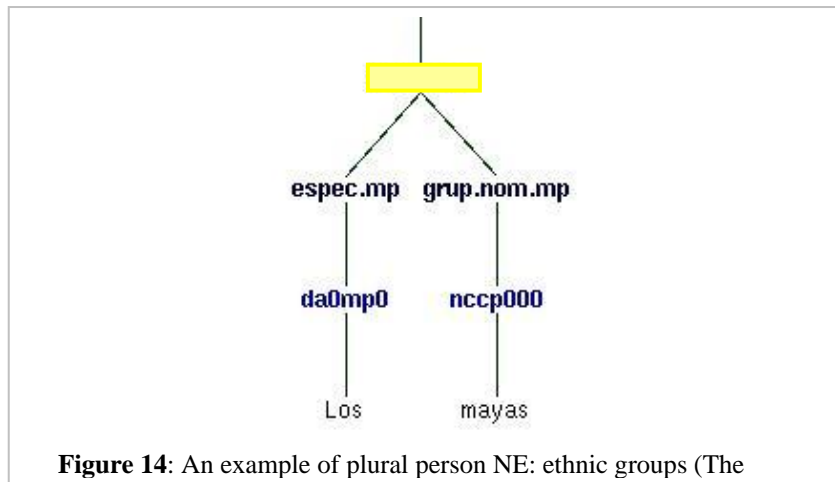 espec.mp grup.nom.mp
da0mp0 nccp000
Los mayas
Figure 14: An example of plural person NE: ethnic groups (The